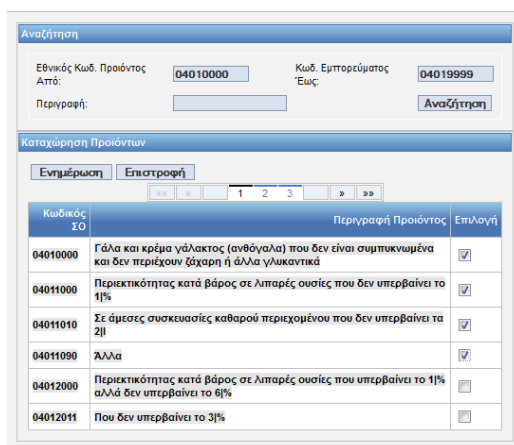 Αναζήτηση
Εθνικός Κωδ. Προιόντος 04010000 Κωδ. Εμπορεύματος 04019999
Από: Έως:
Περιγραφή: Αναζήτηση
Καταχώρηση Προϊόντων
Ενημέρωση Επιστροφή
«« « 1 2 3 » »»
Κωδικός Περιγραφή Προιόντος Επιλογή
ΣΟ
04010000 Γάλα και κρέμα γάλακτος (ανθόγαλα) που δεν είναι συμπυκνωμένα
και δεν περιέχουν ζάχαρη ή άλλα γλυκαντικά
04011000 Περιεκτικότητας κατά βάρος σε λιπαρές ουσίες που δεν υπερβαίνει το
1|%
04011010 Σε άμεσες συσκευασίες καθαρού περιεχομένου που δεν υπερβαίνει τα
2|l
04011090 Άλλα
04012000 Περιεκτικότητας κατά βάρος σε λιπαρές ουσίες που υπερβαίνει το 1|%
αλλά δεν υπερβαίνει το 6|%
04012011 Που δεν υπερβαίνει το 3|%